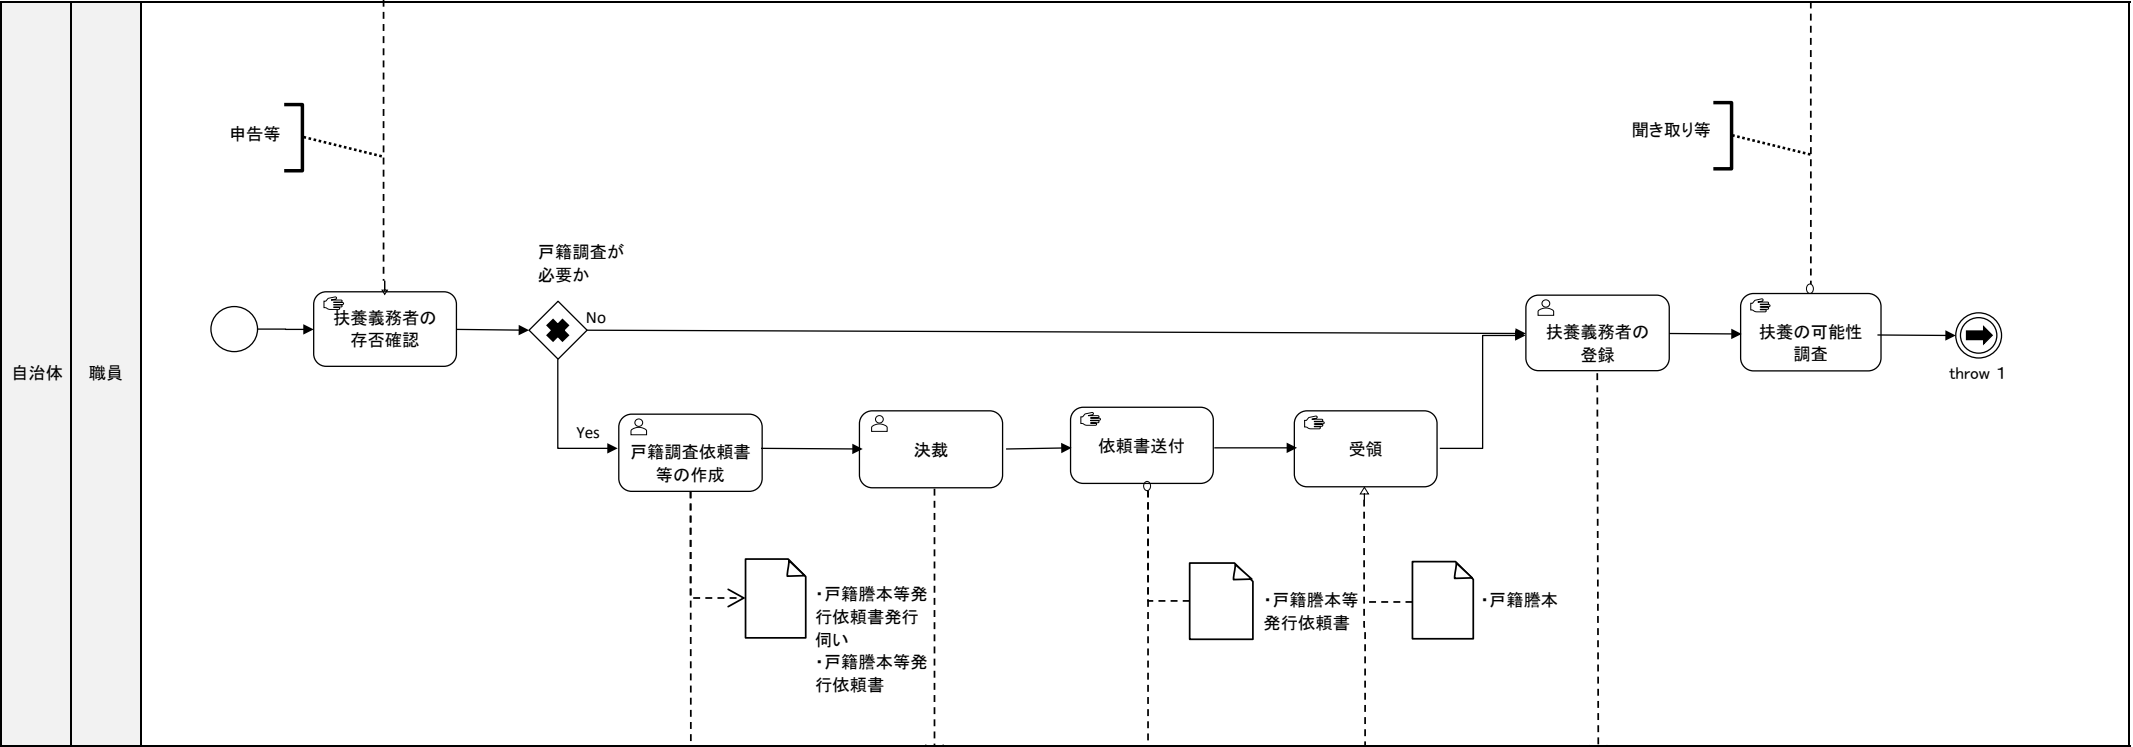 自治体
職員
申告等
聞き取り等
戸籍調査が
必要か
扶養義務者の
存否確認
No
Yes
扶養義務者の
登録
扶養の可能性
調査
throw 1
戸籍調査依頼書
等の作成
決裁
依頼書送付
受領
・戸籍謄本等発
行依頼書発行
伺い
・戸籍謄本等発
行依頼書
・戸籍謄本等
発行依頼書
・戸籍謄本